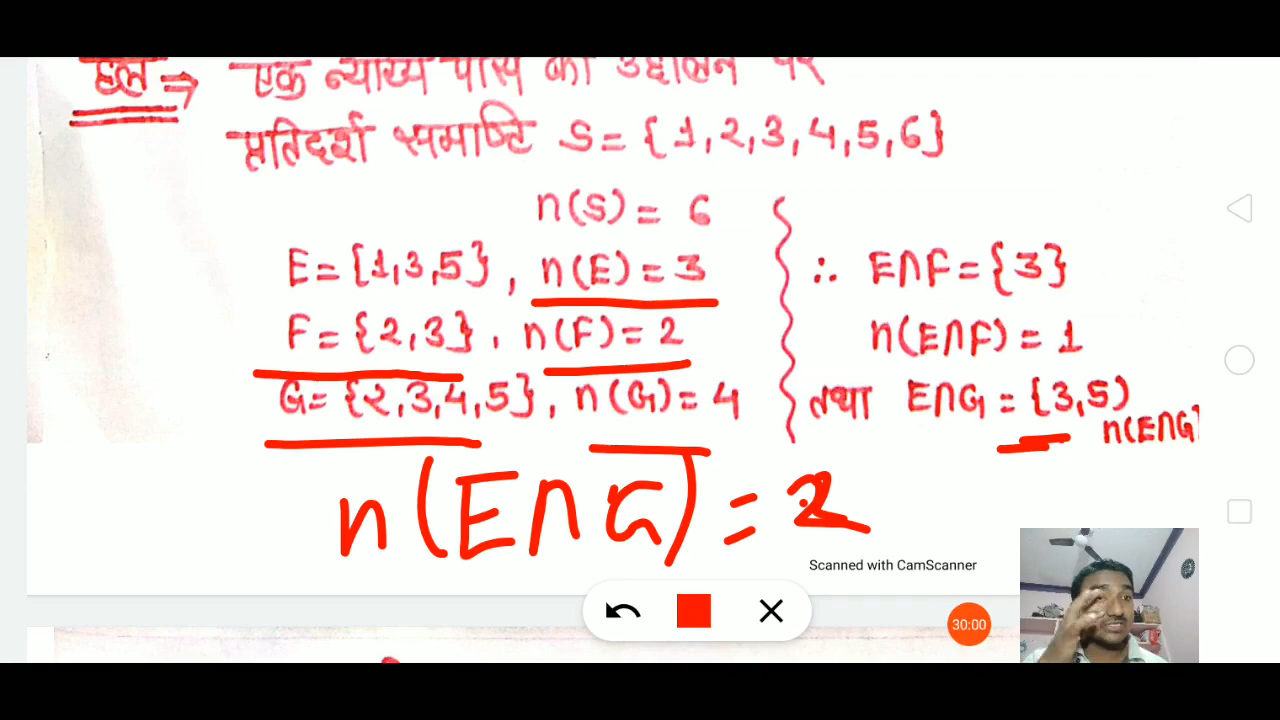 हल ⇒ एक न्याय्य पासे को उछालने पर
प्रतिदर्श समाष्टि S = {1,2,3,4,5,6}
n(S) = 6
E = {1,3,5}, n(E) = 3
F = {2,3}, n(F) = 2
G = {2,3,4,5}, n(G) = 4
∴ E∩F = {3}
n(E∩F) = 1
तथा E∩G = {3,5)
n(E∩G
n(E∩G) = 2
Scanned with CamScanner
30:00